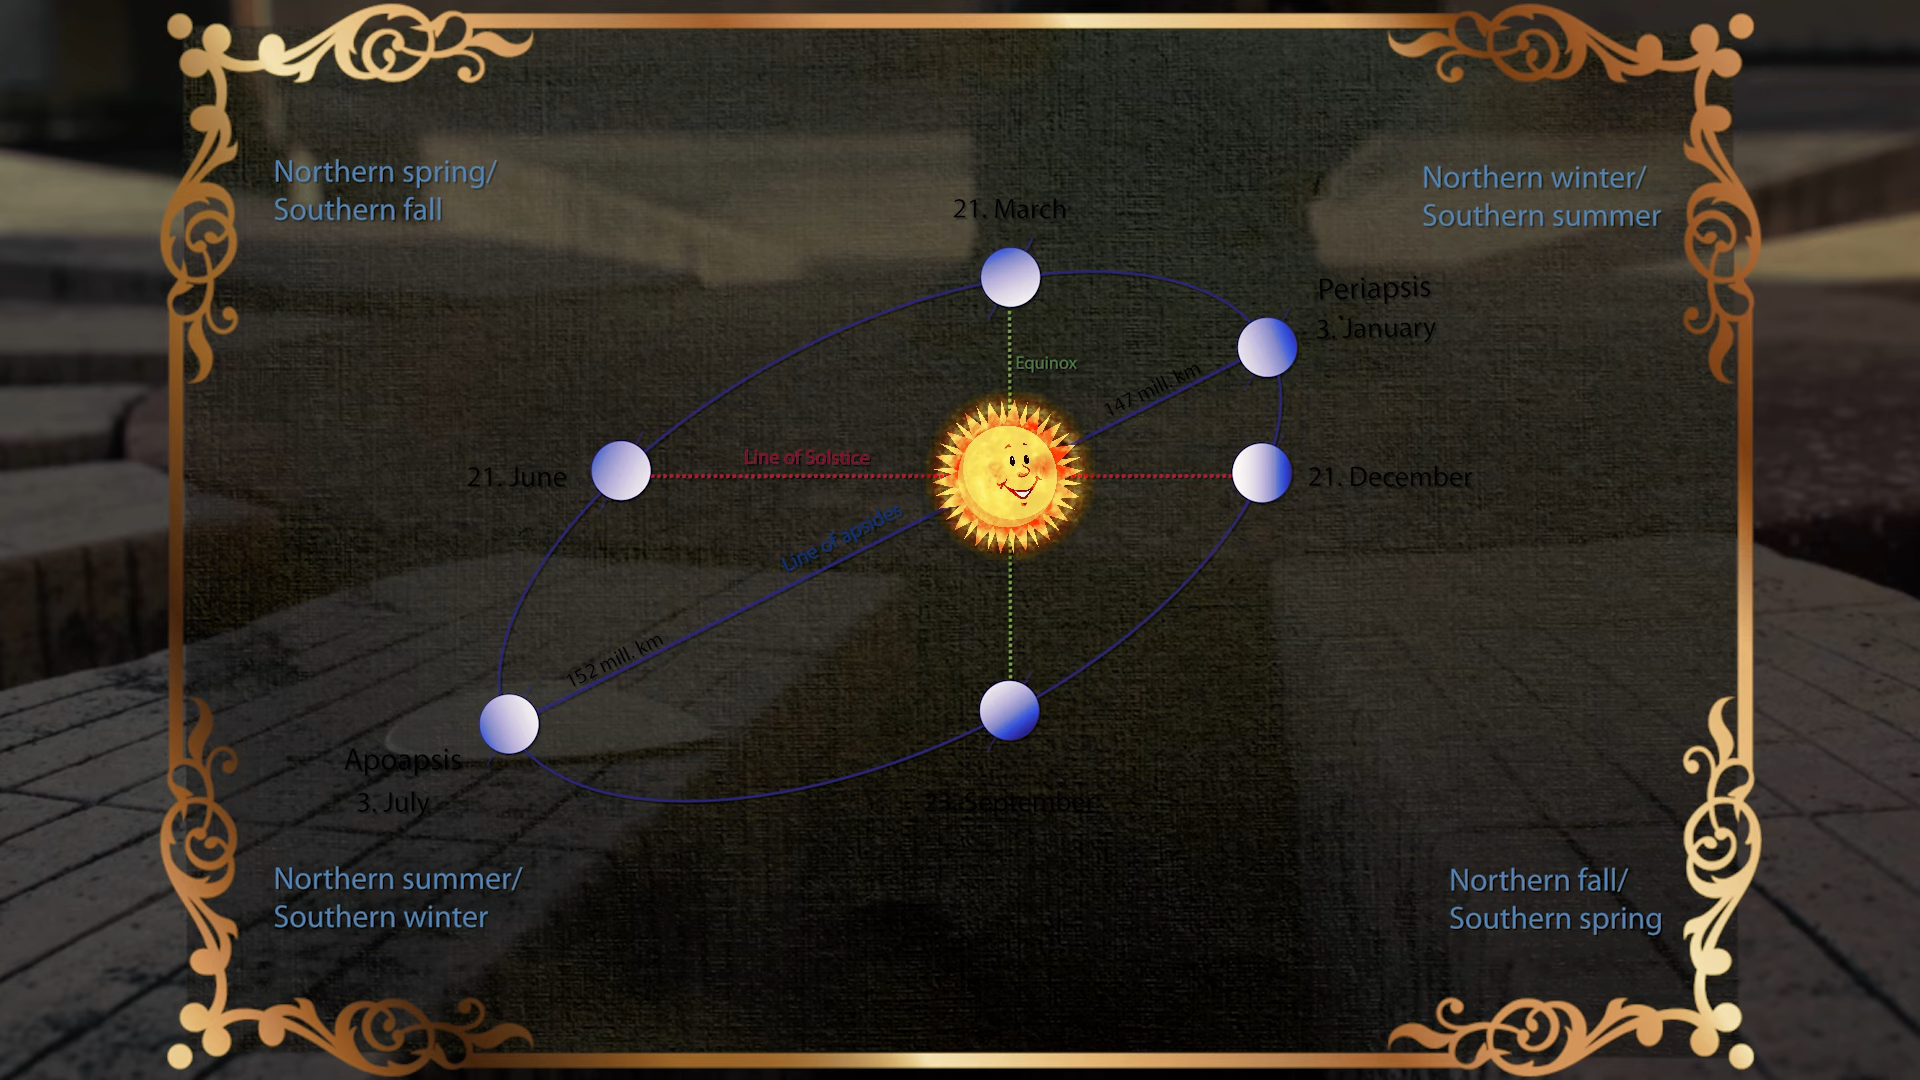 Northern spring/
Southern fall
Northern winter/
Southern summer
21. March
Periapsis
3. January
Equinox
147 mill. km
Line of Solstice
21. June
21. December
Line of apsides
152 mill. km
Apoapsis
3. July
23. September
Northern summer/
Southern winter
Northern fall/
Southern spring